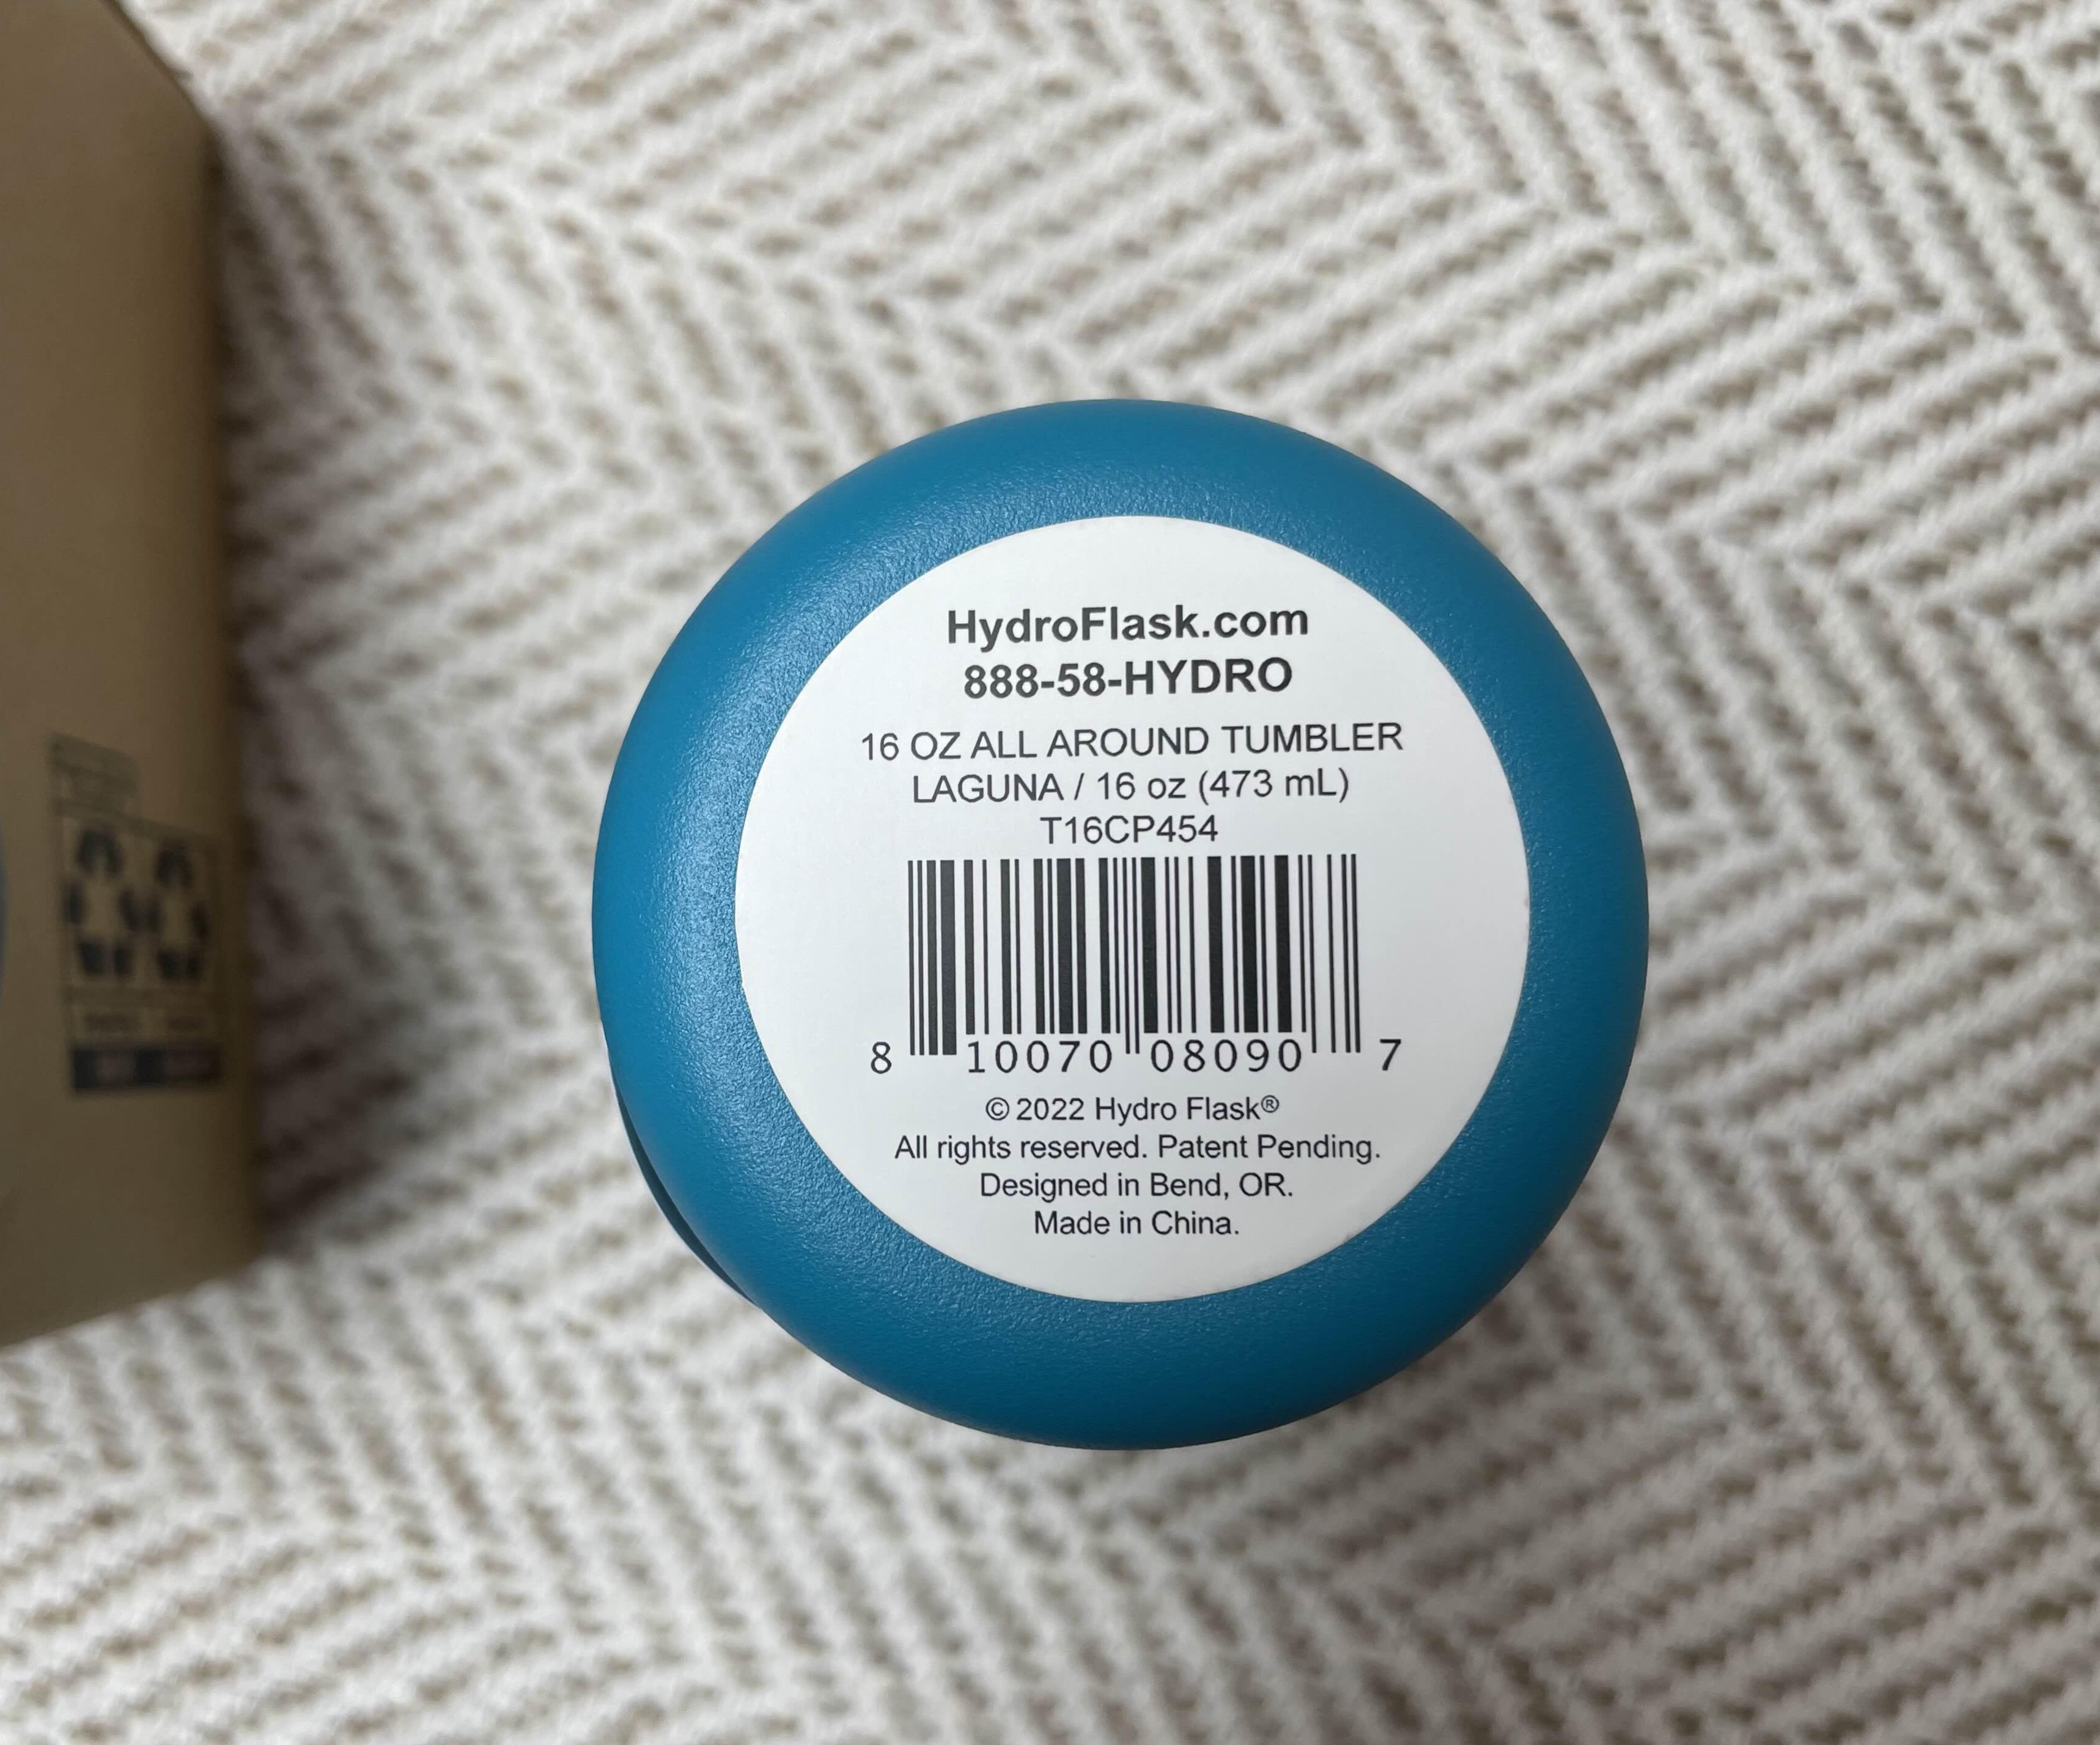 HydroFlask.com
888-58-HYDRO
16 OZ ALL AROUND TUMBLER
LAGUNA / 16 oz (473 mL)
T16CP454
8 10070 08090 7
© 2022 Hydro Flask®
All rights reserved. Patent Pending.
Designed in Bend, OR.
Made in China.